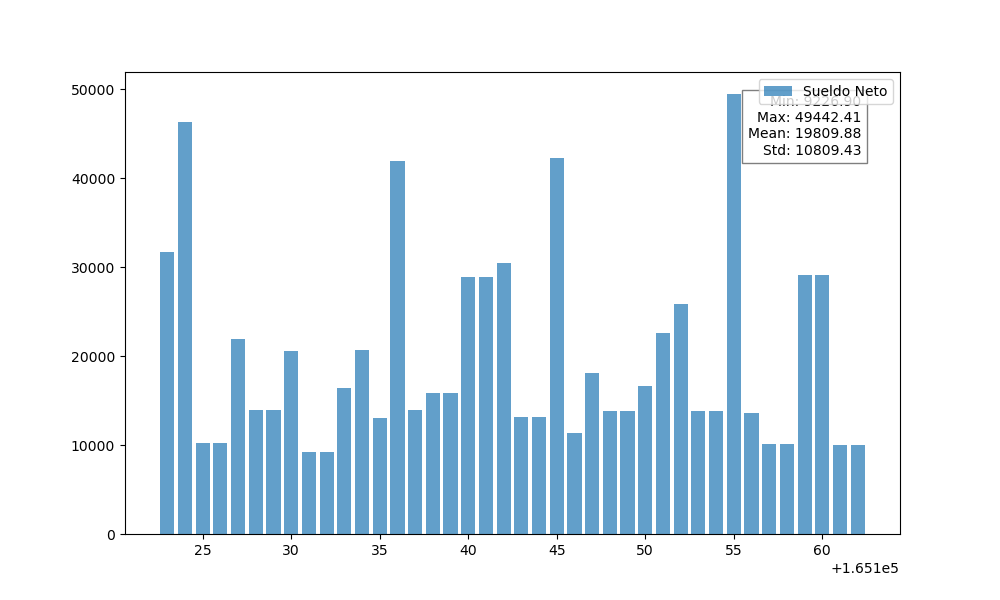 50000
40000
30000
20000
10000
0
Sueldo Neto
Min: 9226.90
Max: 49442.41
Mean: 19809.88
Std: 10809.43
25 30 35 40 45 50 55 60
+1.651e5